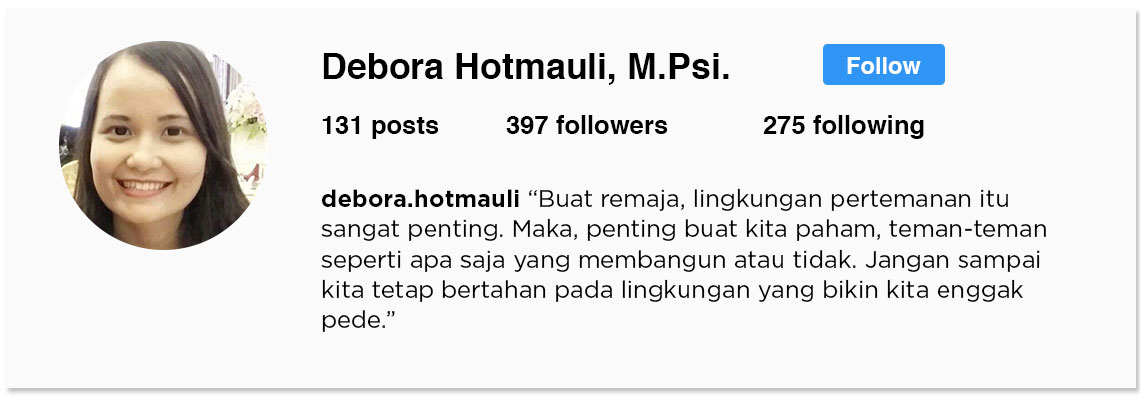 Debora Hotmauli, M.Psi.
Follow
131 posts 397 followers 275 following
debora.hotmauli “Buat remaja, lingkungan pertemanan itu
sangat penting. Maka, penting buat kita paham, teman-teman
seperti apa saja yang membangun atau tidak. Jangan sampai
kita tetap bertahan pada lingkungan yang bikin kita enggak
pede.”